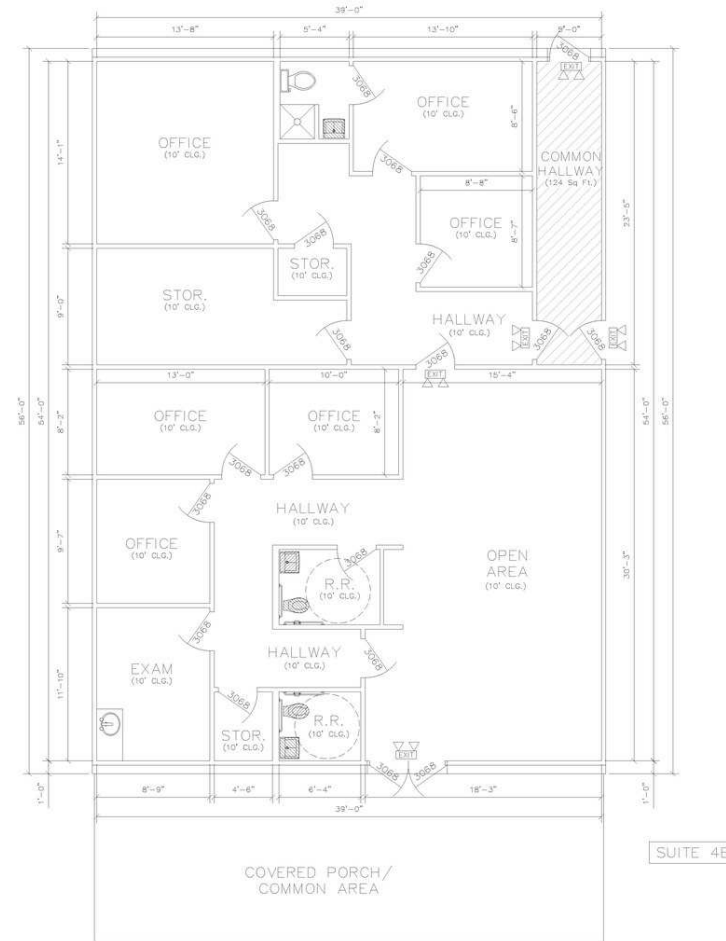 39'-0"
13'-8" 5'-4" 13'-10" 5'-0"
3068
EXIT
3068
OFFICE
(10' CLG.)
8'-6"
OFFICE
(10' CLG.)
14'-1"
COMMON
HALLWAY
(124 Sq Ft.)
3068
8'-8"
23'-5"
3068
OFFICE
(10' CLG.)
8'-7"
3068
STOR.
(10' CLG.)
3068
STOR.
(10' CLG.)
9'-0"
HALLWAY
(10' CLG.)
3068
3068
EXIT
3068
EXIT
3068
EXIT
13'-0" 10'-0" 15'-4"
56'-0"
54'-0"
54'-0"
56'-0"
8'-2"
OFFICE
(10' CLG.)
OFFICE
(10' CLG.)
8'-2"
3068
3068
3068
HALLWAY
(10' CLG.)
9'-7"
OFFICE
(10' CLG.)
3068
OPEN
AREA
(10' CLG.)
30'-3"
R.R.
(10' CLG.)
3068
HALLWAY
(10' CLG.)
3068
11'-10"
EXAM
(10' CLG.)
3068
STOR.
(10' CLG.)
R.R.
(10' CLG.)
EXIT
3068
3068
1'-0"
1'-0"
8'-9" 4'-6" 6'-4" 18'-3"
39'-0"
SUITE 4B
COVERED PORCH/
COMMON AREA